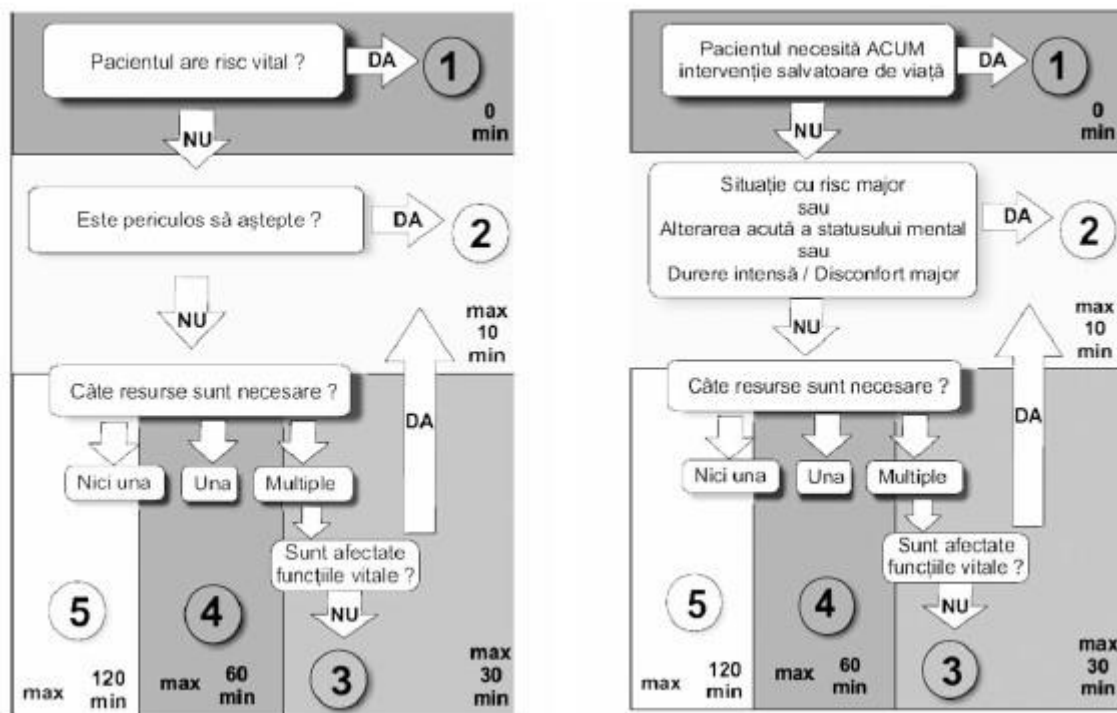 Pacientul are risc vital ?
DA
1
0
min
NU
Este periculos să aștepte ?
DA
2
NU
max
10
min
Câte resurse sunt necesare ?
DA
Nici una
Una
Multiple
Sunt afectate
funcțiile vitale ?
NU
5
4
3
max
120
min
max
60
min
max
30
min
Pacientul necesită ACUM
intervenție salvatoare de viață
DA
1
0
min
NU
Situație cu risc major
sau
Alterarea acută a statusului mental
sau
Durere intensă / Disconfort major
DA
2
NU
max
10
min
Câte resurse sunt necesare ?
DA
Nici una
Una
Multiple
Sunt afectate
funcțiile vitale ?
NU
5
4
3
max
120
min
max
60
min
max
30
min